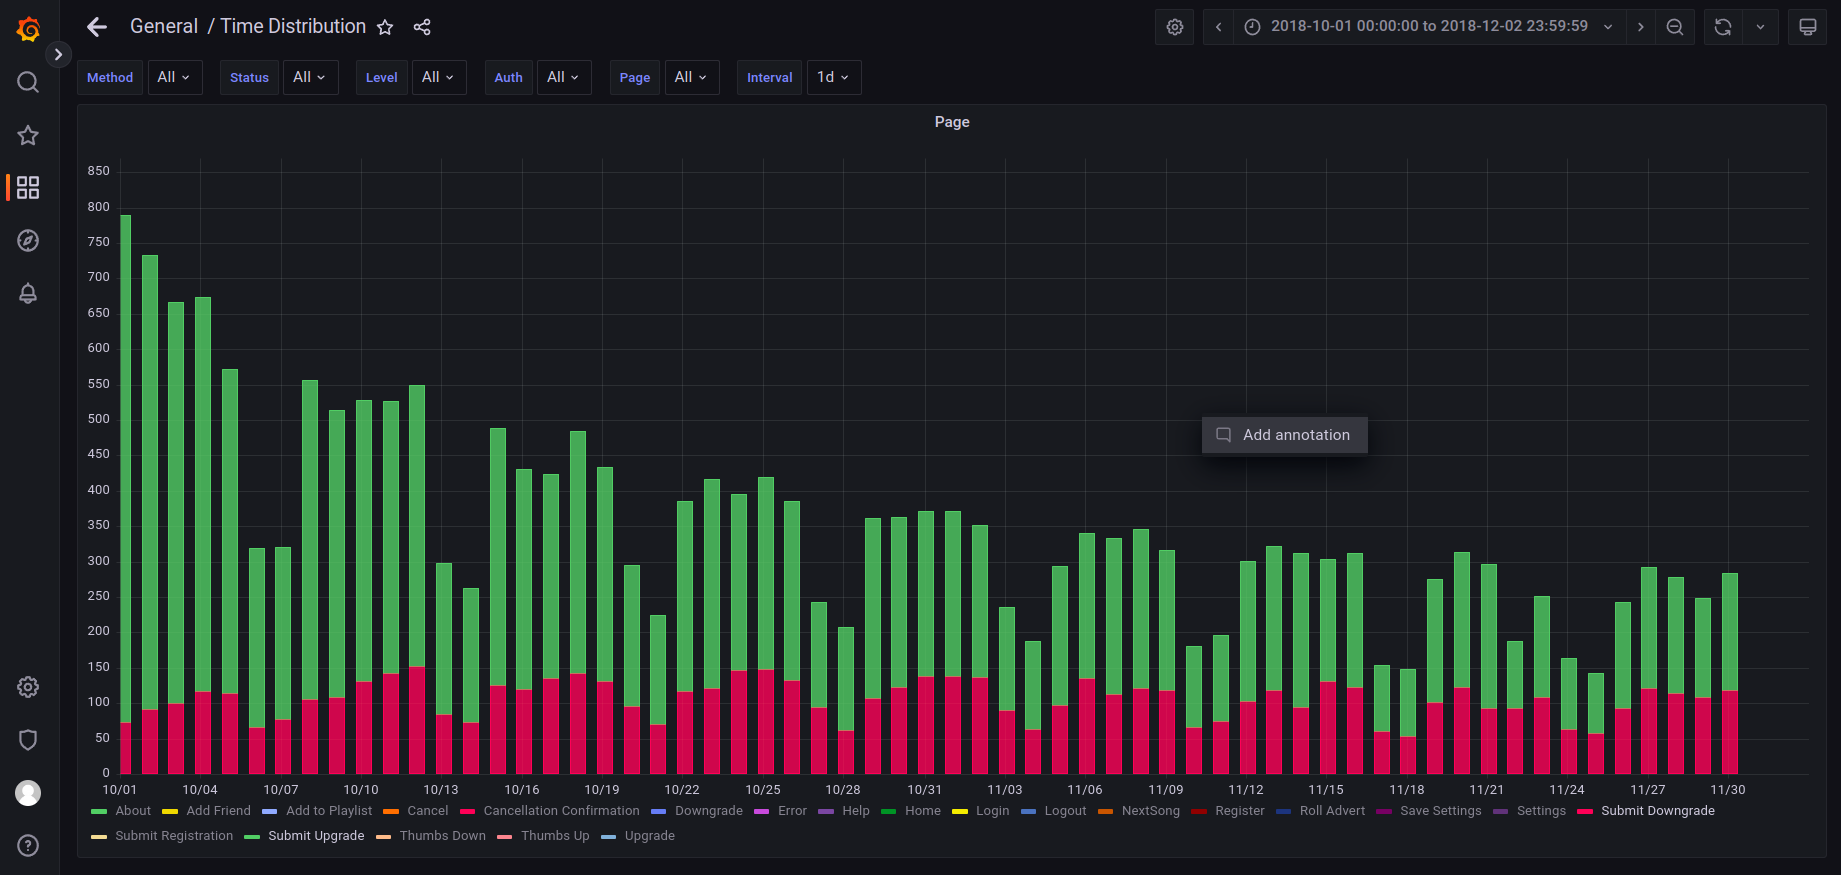 General / Time Distribution
2018-10-01 00:00:00 to 2018-12-02 23:59:59
Method All Status All Level All Auth All Page All Interval 1d
Page
850
800
750
700
650
600
550
500
450
400
350
300
250
200
150
100
50
0
Add annotation
10/01 10/04 10/07 10/10 10/13 10/16 10/19 10/22 10/25 10/28 10/31 11/03 11/06 11/09 11/12 11/15 11/18 11/21 11/24 11/27 11/30
About Add Friend Add to Playlist Cancel Cancellation Confirmation Downgrade Error Help Home Login Logout NextSong Register Roll Advert Save Settings Settings Submit Downgrade
Submit Registration Submit Upgrade Thumbs Down Thumbs Up Upgrade